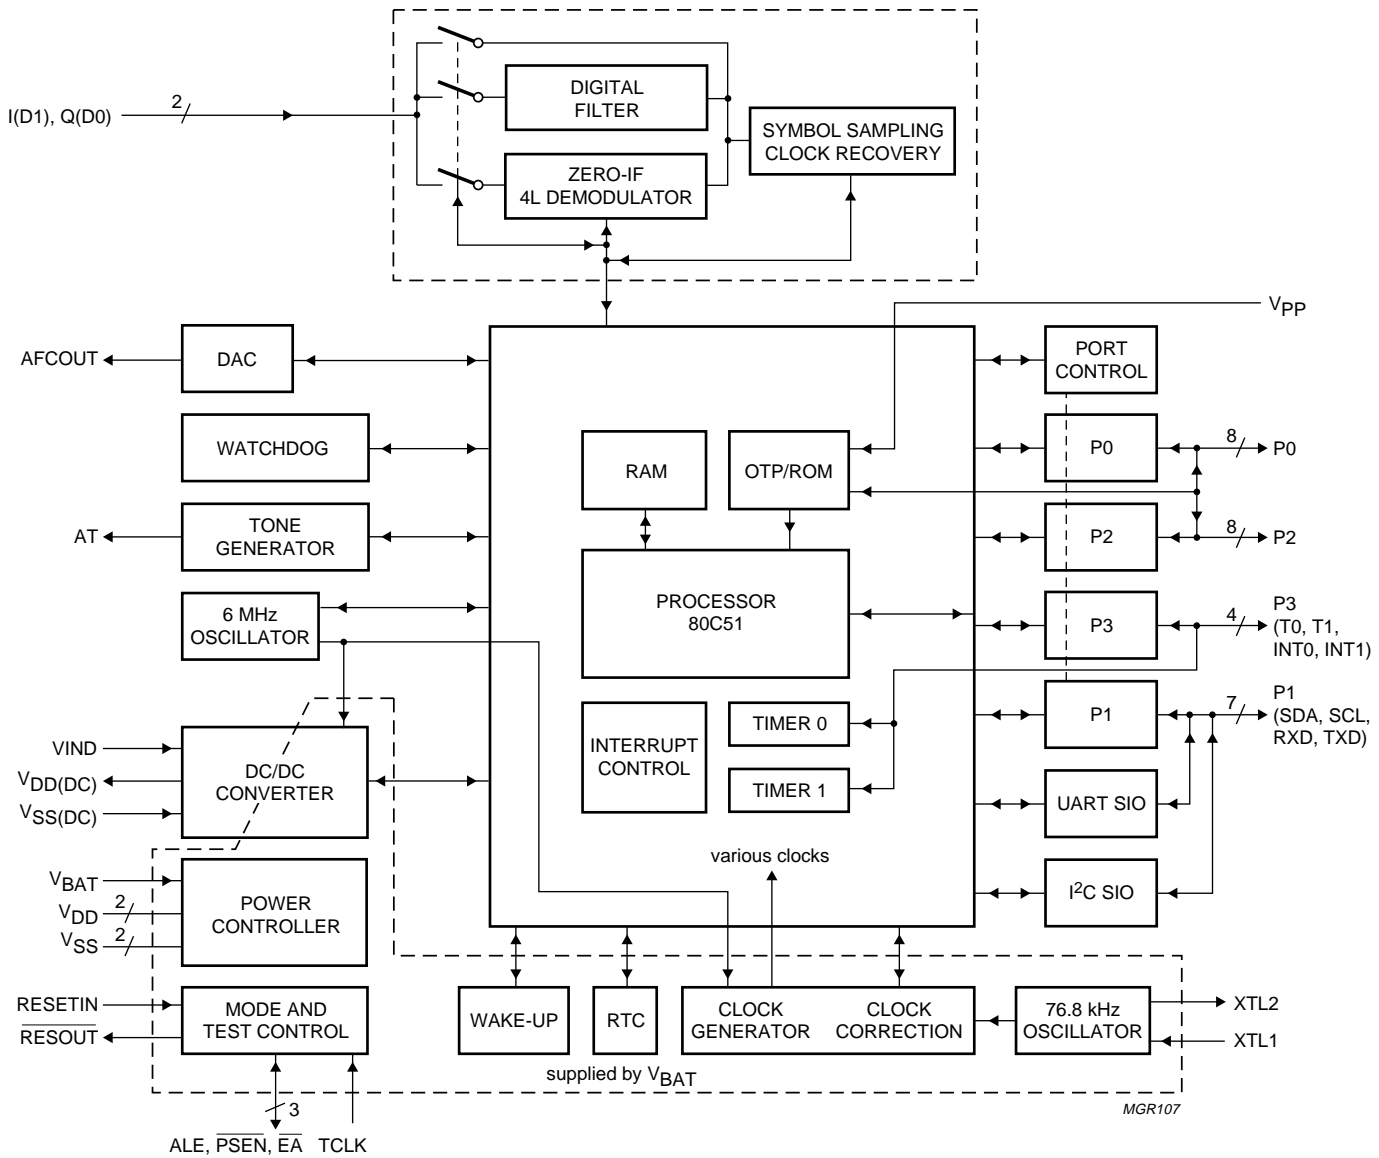 I(D1), Q(D0)
2
DIGITAL
FILTER
SYMBOL SAMPLING
CLOCK RECOVERY
ZERO-IF
4L DEMODULATOR
VPP
AFCOUT
DAC
PORT
CONTROL
WATCHDOG
RAM
OTP/ROM
P0
8
P0
AT
TONE
GENERATOR
P2
8
P2
6 MHz
OSCILLATOR
PROCESSOR
80C51
P3
4
P3
(T0, T1,
INT0, INT1)
VIND
VDD(DC)
VSS(DC)
DC/DC
CONVERTER
INTERRUPT
CONTROL
TIMER 0
TIMER 1
P1
7
P1
(SDA, SCL,
RXD, TXD)
UART SIO
various clocks
I2C SIO
VBAT
VDD
2
VSS
2
POWER
CONTROLLER
RESETIN
RESOUT
MODE AND
TEST CONTROL
WAKE-UP
RTC
CLOCK
GENERATOR
CLOCK
CORRECTION
76.8 kHz
OSCILLATOR
XTL2
XTL1
supplied by VBAT
3
MGR107
ALE, PSEN, EA
TCLK